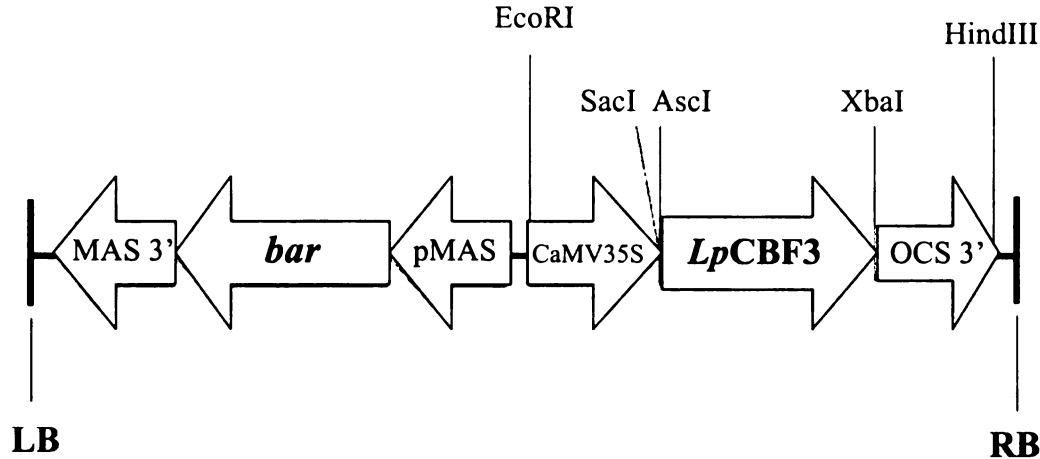 EcoRI
HindIII
SacI AscI
XbaI
MAS 3’
bar
pMAS
CaMV35S
LpCBF3
OCS 3’
LB
RB